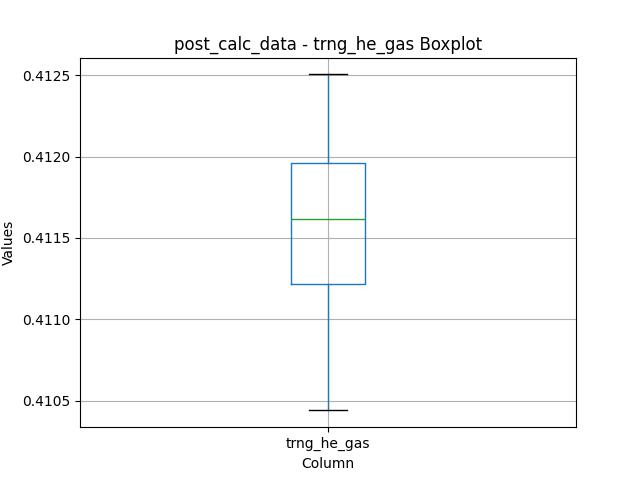 post_calc_data - trng_he_gas Boxplot
0.4125
0.4120
0.4115
0.4110
0.4105
Values
trng_he_gas
Column